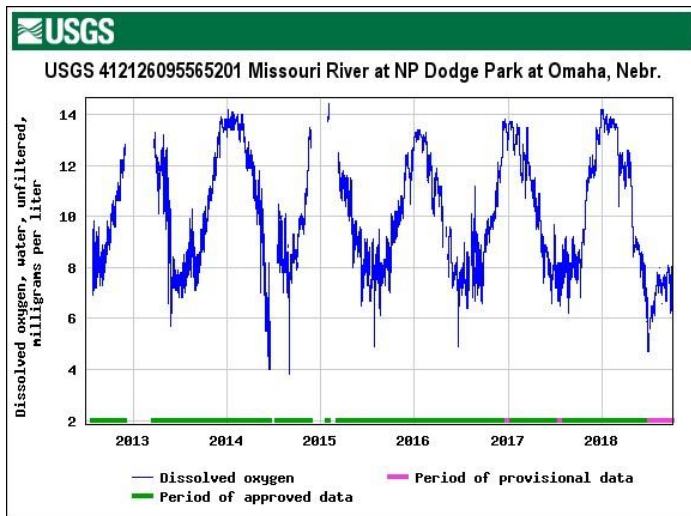 USGS
USGS 412126095565201 Missouri River at NP Dodge Park at Omaha, Nebr.
Dissolved oxygen, water, unfiltered,
milligrams per liter
14
12
10
8
6
4
2
2013 2014 2015 2016 2017 2018
Dissolved oxygen
Period of approved data
Period of provisional data